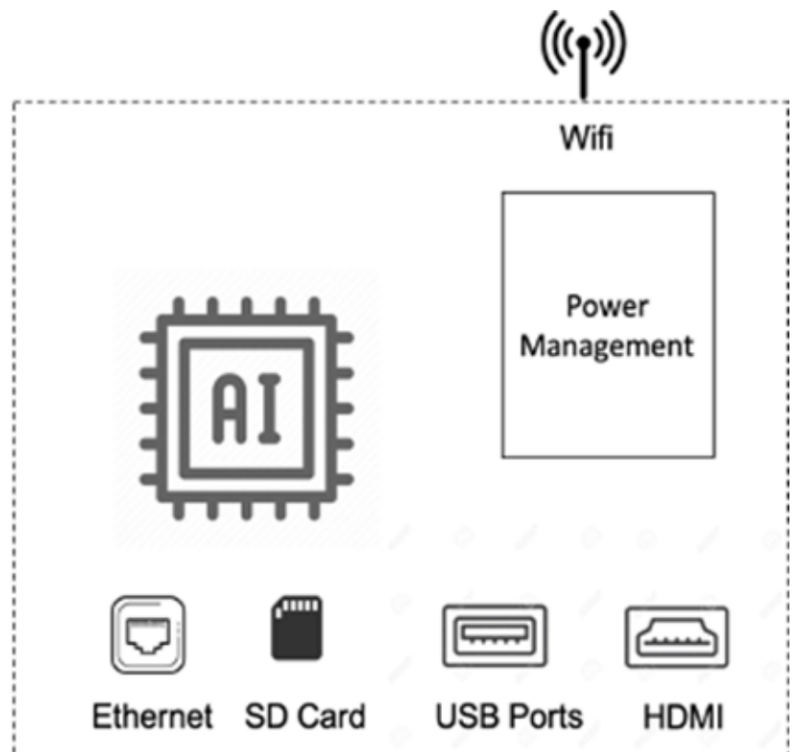 Wifi
Power
Management
AI
Ethernet
SD Card
USB Ports
HDMI